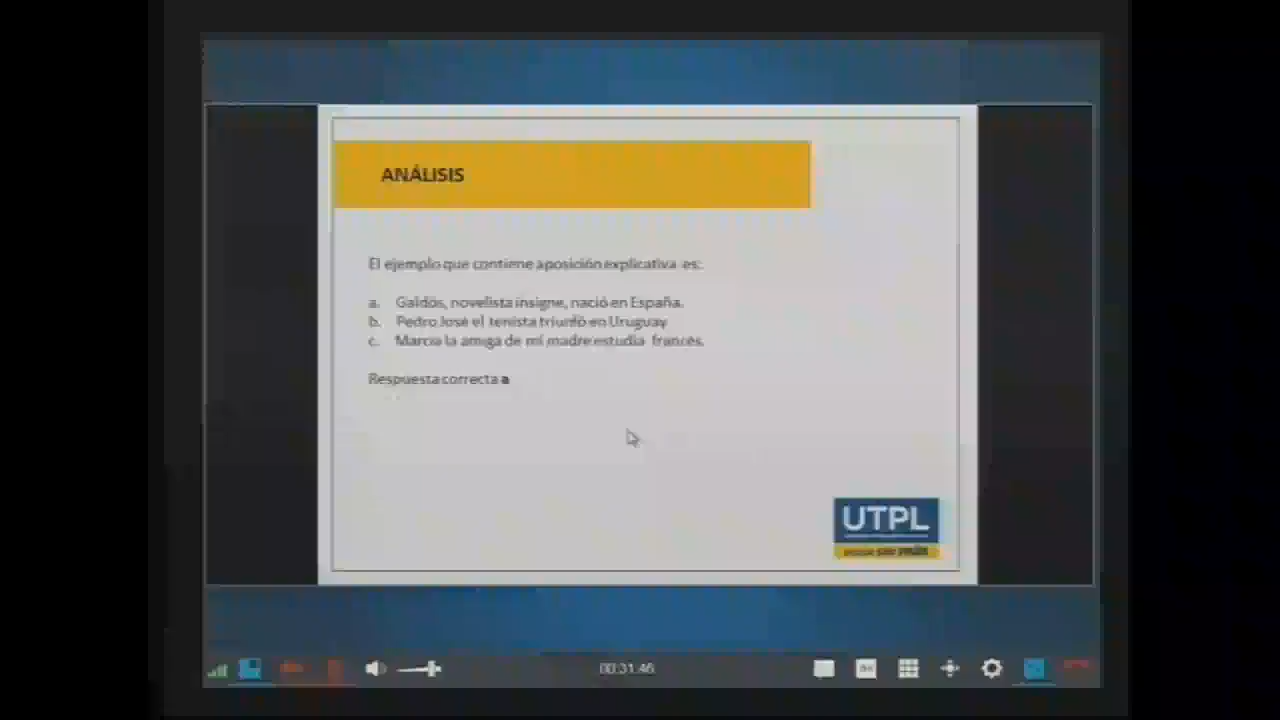 ANÁLISIS
El ejemplo que contiene aposición explicativa es:
a. Galdós, novelista insigne, nació en España.
b. Pedro José el tenista triunfó en Uruguay
c. Marcia la amiga de mi madre estudia francés.
Respuesta correcta a
UTPL
00:31:46